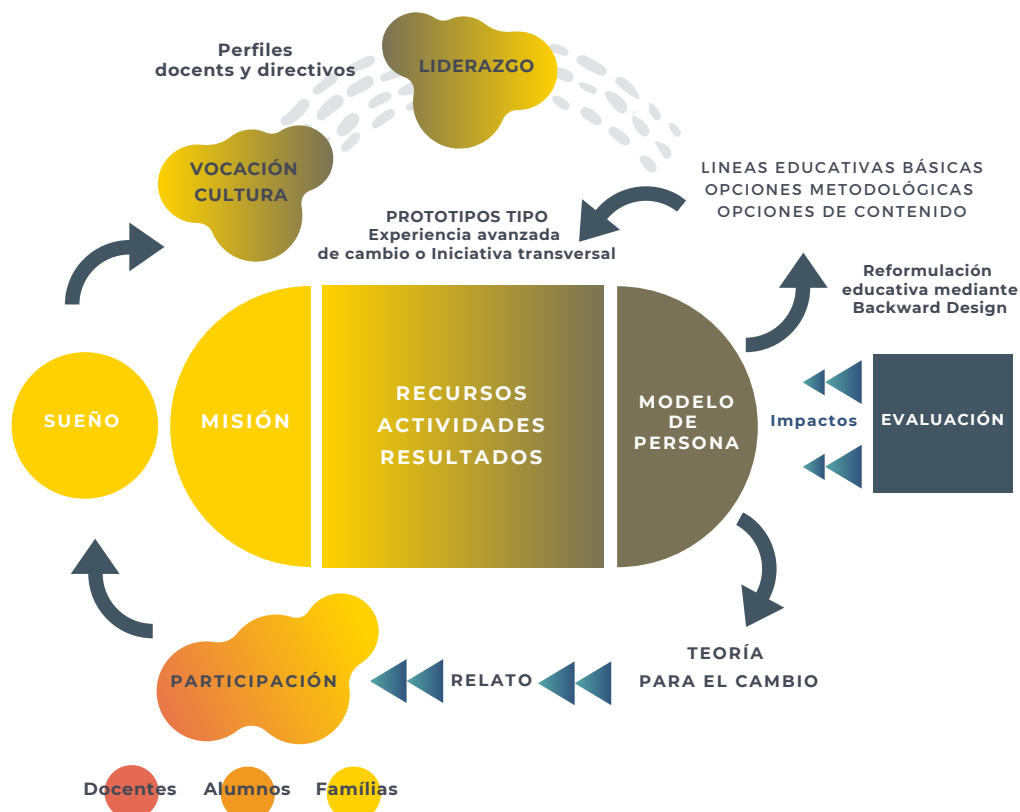 Perfiles
docents y directivos
LIDERAZGO
VOCACIÓN
CULTURA
LINEAS EDUCATIVAS BÁSICAS
OPCIONES METODOLÓGICAS
OPCIONES DE CONTENIDO
PROTOTIPOS TIPO
Experiencia avanzada
de cambio o Iniciativa transversal
Reformulación
educativa mediante
Backward Design
SUEÑO
MISIÓN
RECURSOS
ACTIVIDADES
RESULTADOS
MODELO
DE
PERSONA
Impactos
EVALUACIÓN
TEORÍA
PARA EL CAMBIO
RELATO
PARTICIPACIÓN
Docentes
Alumnos
Famílias